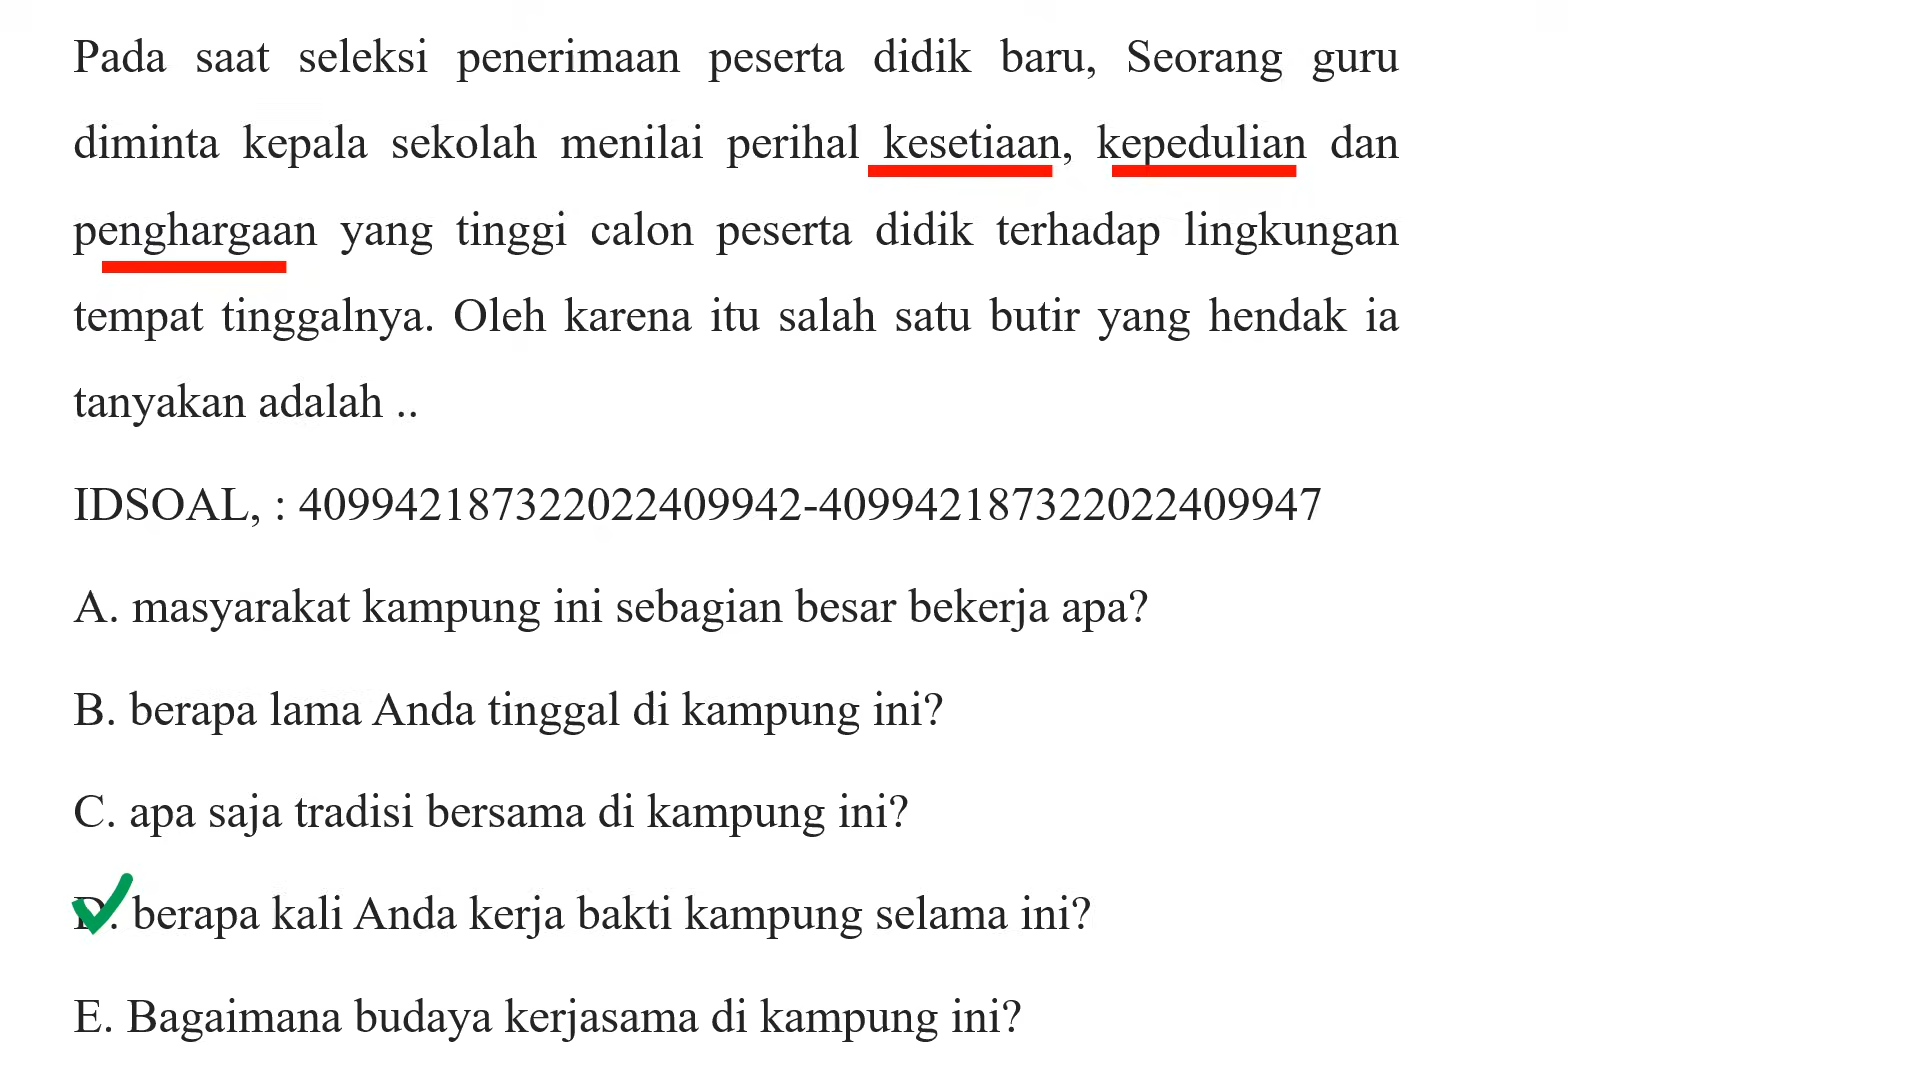 Pada saat seleksi penerimaan peserta didik baru, Seorang guru
diminta kepala sekolah menilai perihal kesetiaan, kepedulian dan
penghargaan yang tinggi calon peserta didik terhadap lingkungan
tempat tinggalnya. Oleh karena itu salah satu butir yang hendak ia
tanyakan adalah ..
IDSOAL, : 409942187322022409942-409942187322022409947
A. masyarakat kampung ini sebagian besar bekerja apa?
B. berapa lama Anda tinggal di kampung ini?
C. apa saja tradisi bersama di kampung ini?
D. berapa kali Anda kerja bakti kampung selama ini?
E. Bagaimana budaya kerjasama di kampung ini?